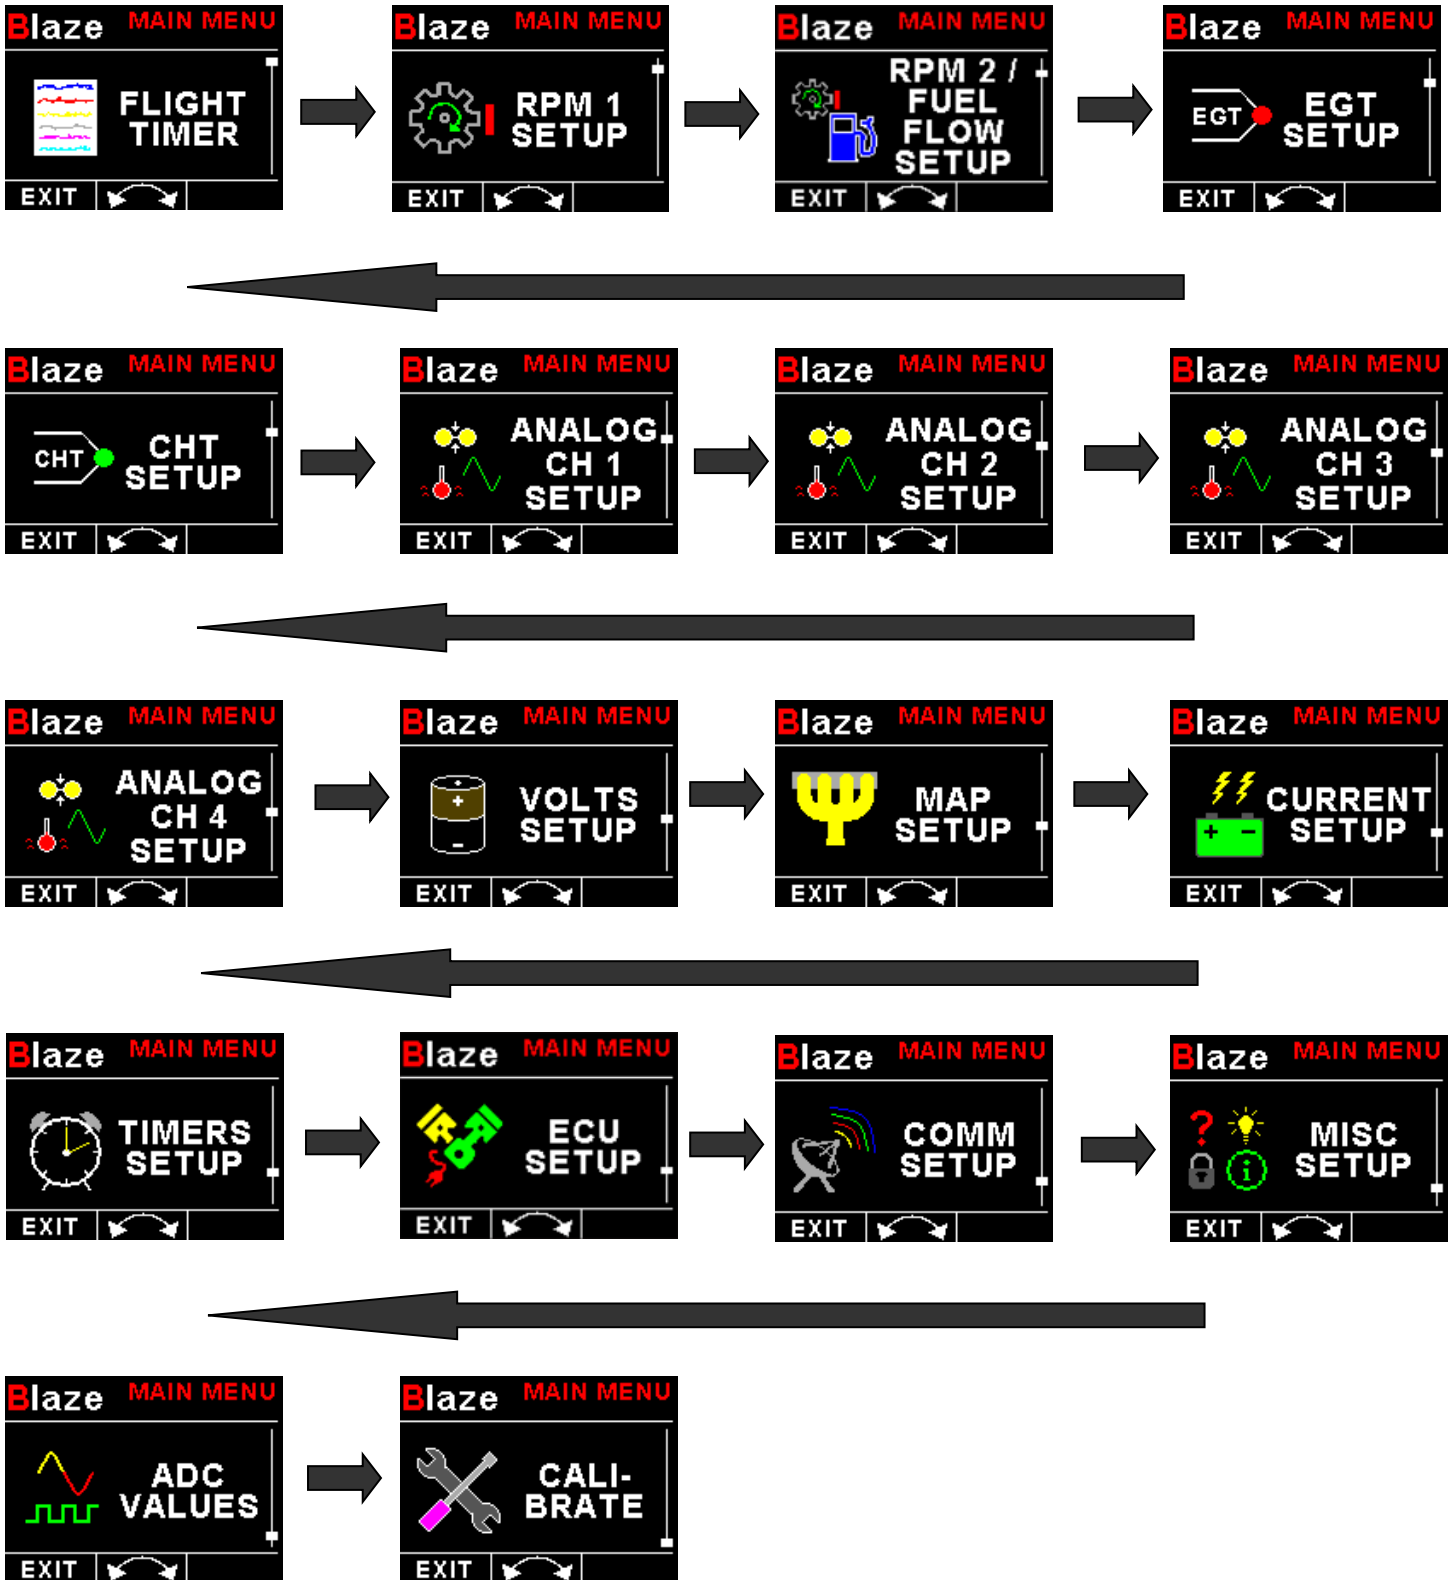 Blaze MAIN MENU
FLIGHT
TIMER
EXIT
Blaze MAIN MENU
RPM 1
SETUP
EXIT
Blaze MAIN MENU
RPM 2 /
FUEL
FLOW
SETUP
EXIT
Blaze MAIN MENU
EGT
EGT
SETUP
EXIT
Blaze MAIN MENU
CHT
CHT
SETUP
EXIT
Blaze MAIN MENU
ANALOG
CH 1
SETUP
EXIT
Blaze MAIN MENU
ANALOG
CH 2
SETUP
EXIT
Blaze MAIN MENU
ANALOG
CH 3
SETUP
EXIT
Blaze MAIN MENU
ANALOG
CH 4
SETUP
EXIT
Blaze MAIN MENU
VOLTS
SETUP
EXIT
Blaze MAIN MENU
MAP
SETUP
EXIT
Blaze MAIN MENU
CURRENT
SETUP
EXIT
Blaze MAIN MENU
TIMERS
SETUP
EXIT
Blaze MAIN MENU
ECU
SETUP
EXIT
Blaze MAIN MENU
COMM
SETUP
EXIT
Blaze MAIN MENU
MISC
SETUP
EXIT
Blaze MAIN MENU
ADC
VALUES
EXIT
Blaze MAIN MENU
CALI-
BRATE
EXIT